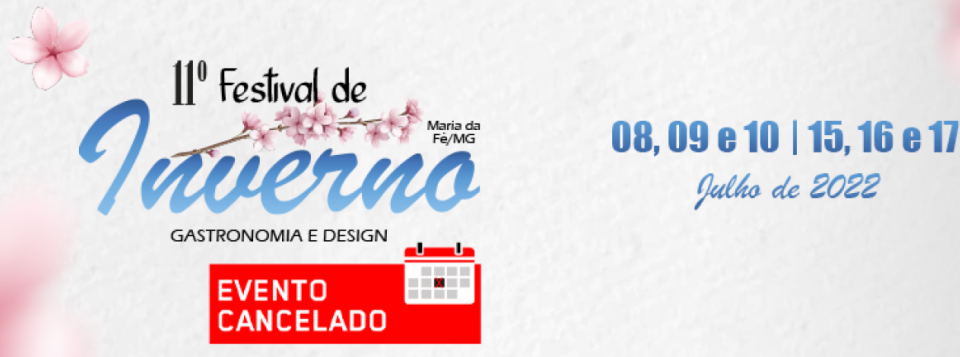 11º Festival de
Inverno
Maria da
Fé/MG
GASTRONOMIA E DESIGN
EVENTO
CANCELADO
08, 09 e 10 | 15, 16 e 17
Julho de 2022